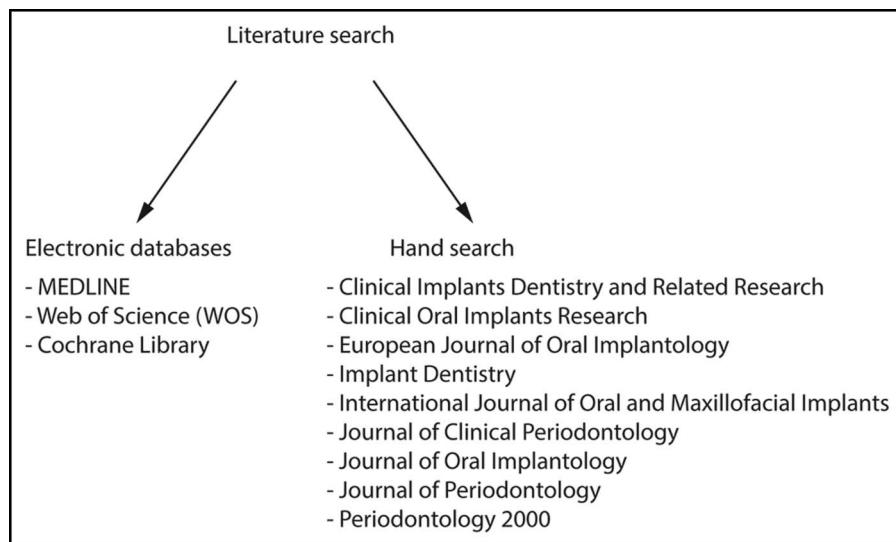 Literature search
Electronic databases
- MEDLINE
- Web of Science (WOS)
- Cochrane Library
Hand search
- Clinical Implants Dentistry and Related Research
- Clinical Oral Implants Research
- European Journal of Oral Implantology
- Implant Dentistry
- International Journal of Oral and Maxillofacial Implants
- Journal of Clinical Periodontology
- Journal of Oral Implantology
- Journal of Periodontology
- Periodontology 2000